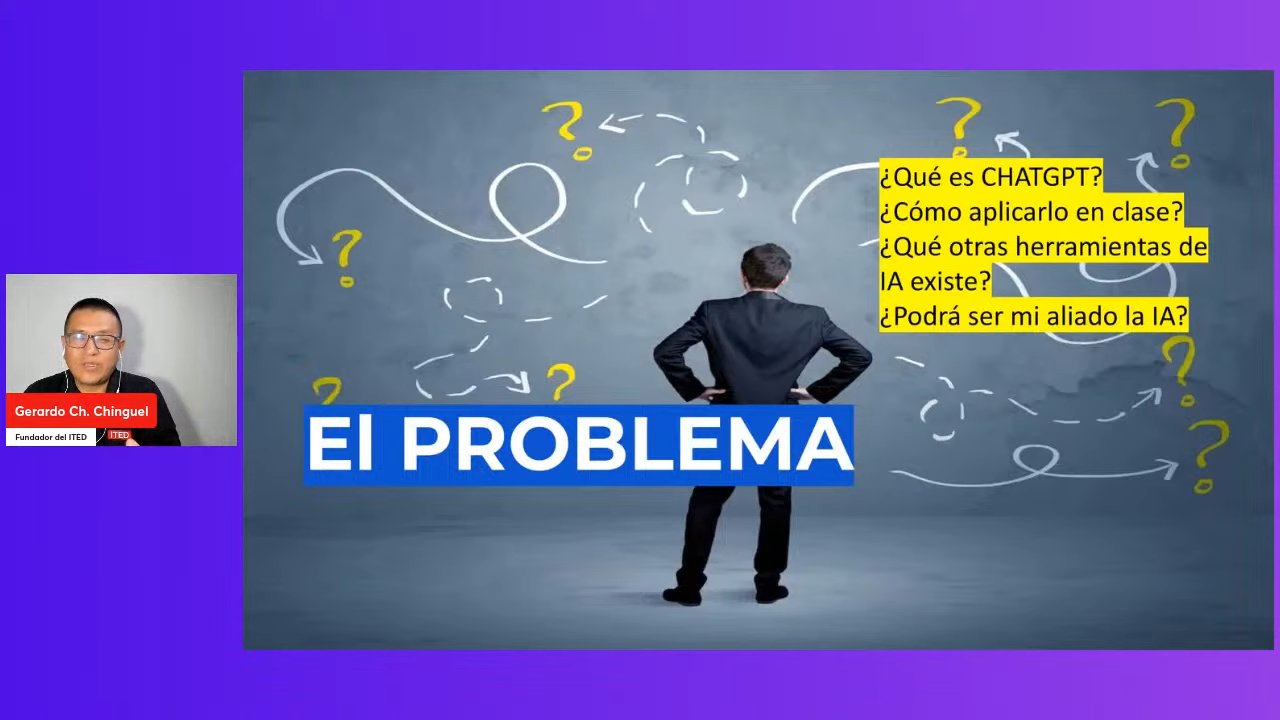 ¿Qué es CHATGPT?
¿Cómo aplicarlo en clase?
¿Qué otras herramientas de
IA existe?
¿Podrá ser mi aliado la IA?
El PROBLEMA
Gerardo Ch. Chinguel
Fundador del ITED
ITED